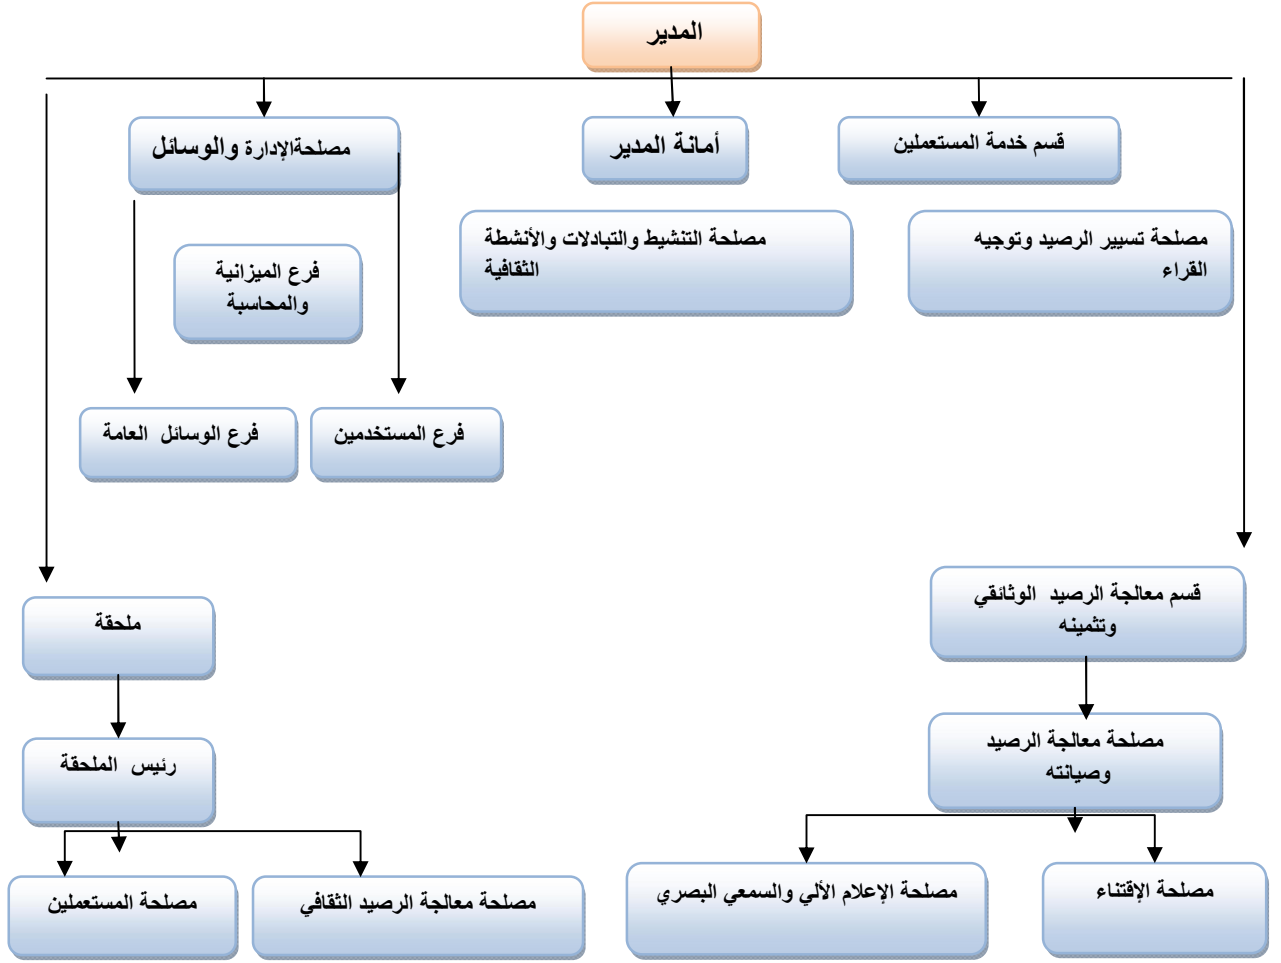 المدير
قسم خدمة المستعملين
أمانة المدير
مصلحةالإدارة والوسائل
مصلحة تسيير الرصيد وتوجيه
القراء
مصلحة التنشيط والتبادلات والأنشطة
الثقافية
فرع الميزانية
والمحاسبة
فرع المستخدمين
فرع الوسائل العامة
قسم معالجة الرصيد الوثائقي
وتثمينه
ملحقة
مصلحة معالجة الرصيد
وصيانته
رئيس الملحقة
مصلحة الإقتناء
مصلحة الإعلام الألي والسمعي البصري
مصلحة معالجة الرصيد الثقافي
مصلحة المستعملين